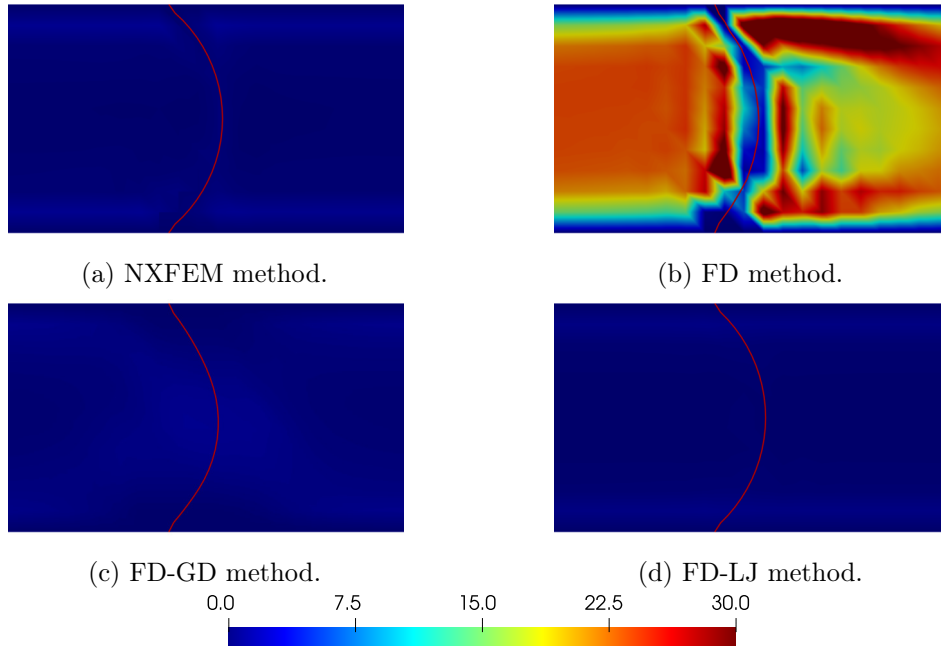 (a) NXFEM method.
(b) FD method.
(c) FD-GD method.
(d) FD-LJ method.
0.0 7.5 15.0 22.5 30.0